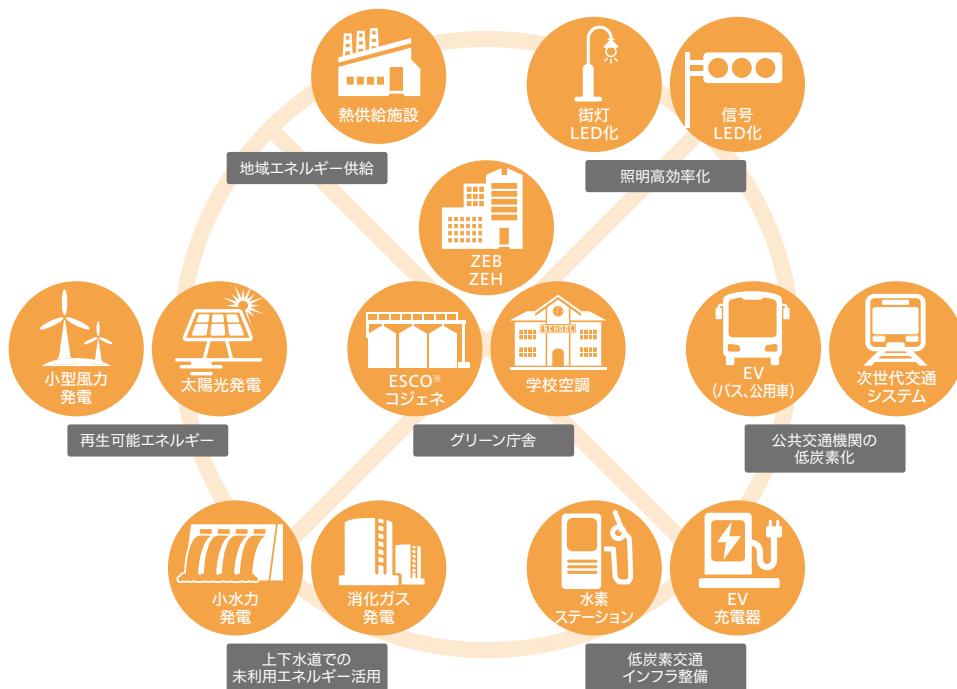 熱供給施設
地域エネルギー供給
街灯
LED化
信号
LED化
照明高効率化
ZEB
ZEH
ESCO※
コジェネ
SCHOOL
学校空調
グリーン庁舎
小型風力
発電
太陽光発電
再生可能エネルギー
EV
(バス、公用車)
次世代交通
システム
公共交通機関の
低炭素化
小水力
発電
消化ガス
発電
上下水道での
未利用エネルギー活用
水素
ステーション
EV
充電器
低炭素交通
インフラ整備